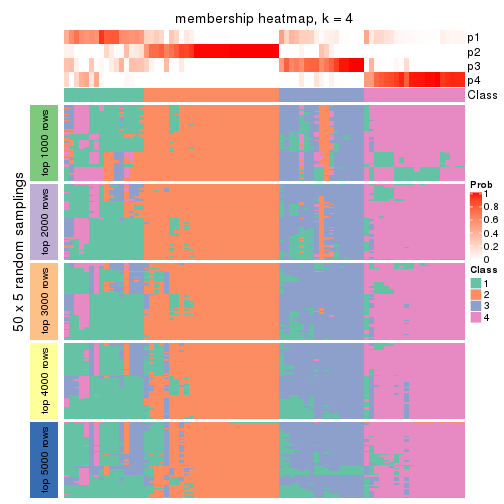 membership heatmap, k = 4
p1
p2
p3
p4
Class
50 x 5 random samplings
top 1000 rows
top 2000 rows
top 3000 rows
top 4000 rows
top 5000 rows
Prob
1
0.8
0.6
0.4
0.2
0
Class
1
2
3
4